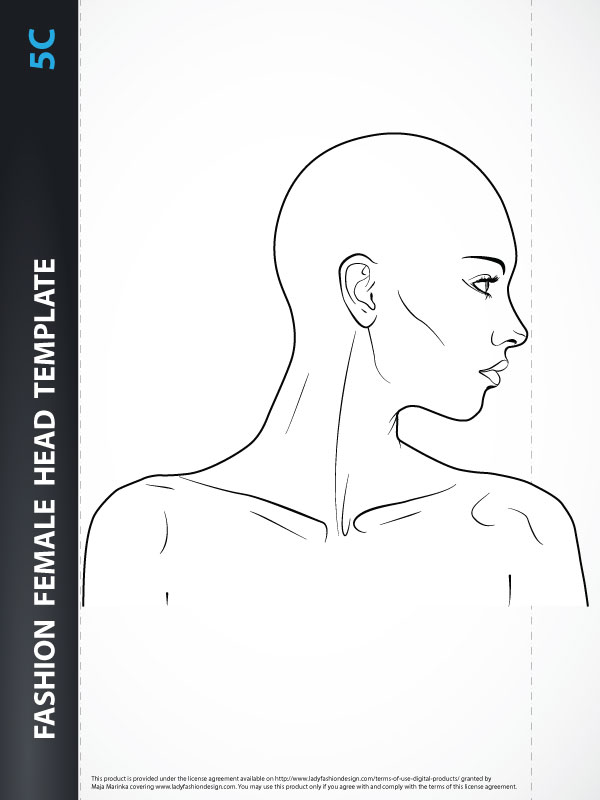 5C
FASHION FEMALE HEAD TEMPLATE
This product is provided under the license agreement available on http://www.ladyfashiondesign.com/terms-of-use-digital-products/ granted by
Maja Marinka covering www.ladyfashiondesign.com. You may use this product only if you agree with and comply with the terms of this license agreement.